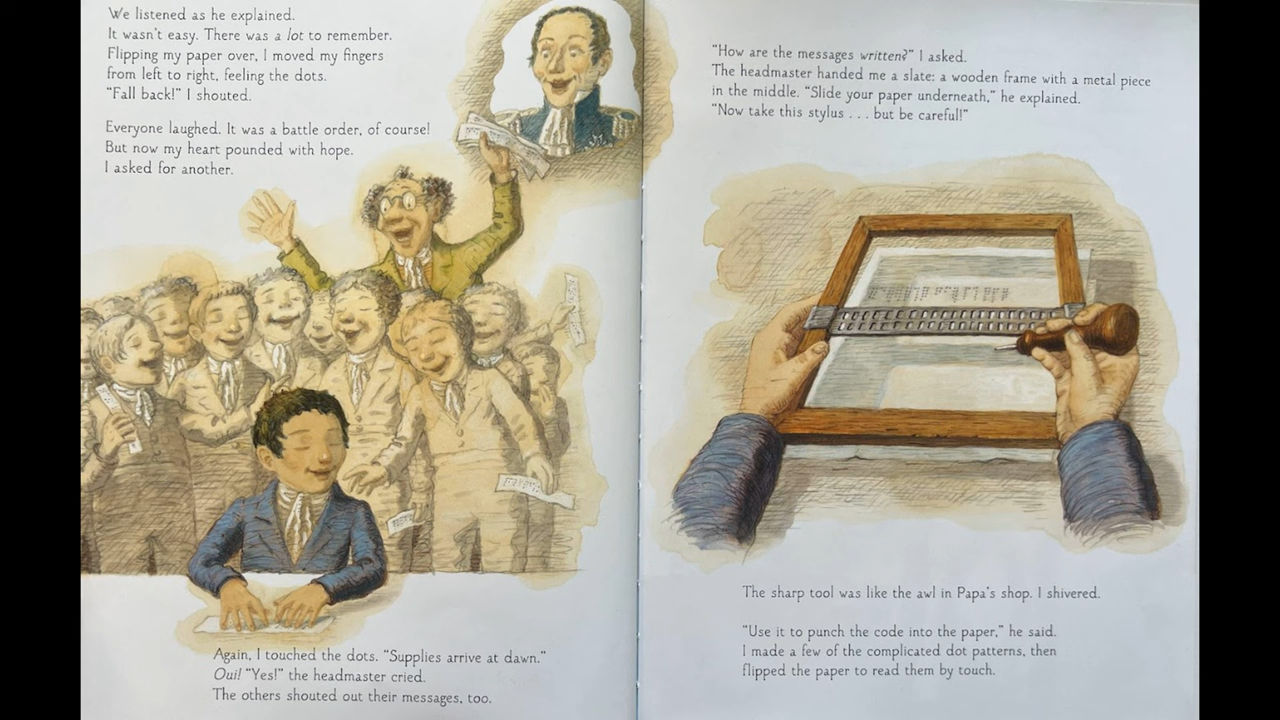 We listened as he explained.
It wasn't easy. There was a lot to remember.
Flipping my paper over, I moved my fingers
from left to right, feeling the dots.
"Fall back!" I shouted.
Everyone laughed. It was a battle order, of course!
But now my heart pounded with hope.
I asked for another.
Again, I touched the dots. "Supplies arrive at dawn."
Oui! "Yes!" the headmaster cried.
The others shouted out their messages, too.
"How are the messages written?" I asked.
The headmaster handed me a slate: a wooden frame with a metal piece
in the middle. "Slide your paper underneath," he explained.
"Now take this stylus . . . but be careful!"
The sharp tool was like the awl in Papa's shop. I shivered.
"Use it to punch the code into the paper," he said.
I made a few of the complicated dot patterns, then
flipped the paper to read them by touch.